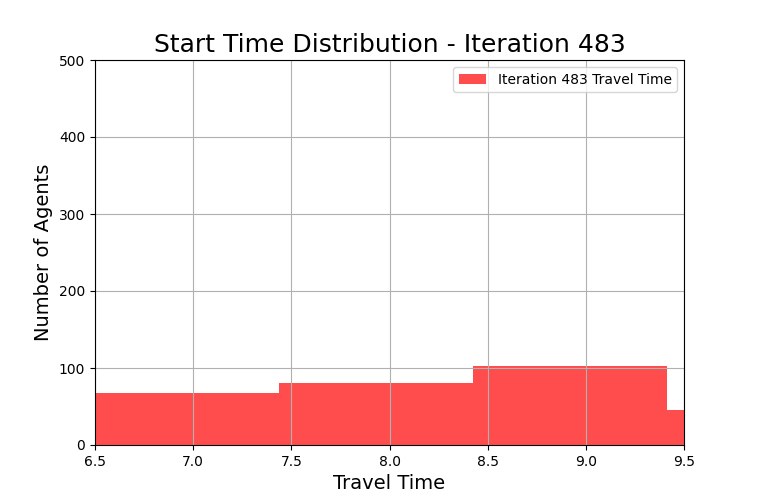 Start Time Distribution - Iteration 483
500
400
300
200
100
0
Number of Agents
Iteration 483 Travel Time
6.5 7.0 7.5 8.0 8.5 9.0 9.5
Travel Time